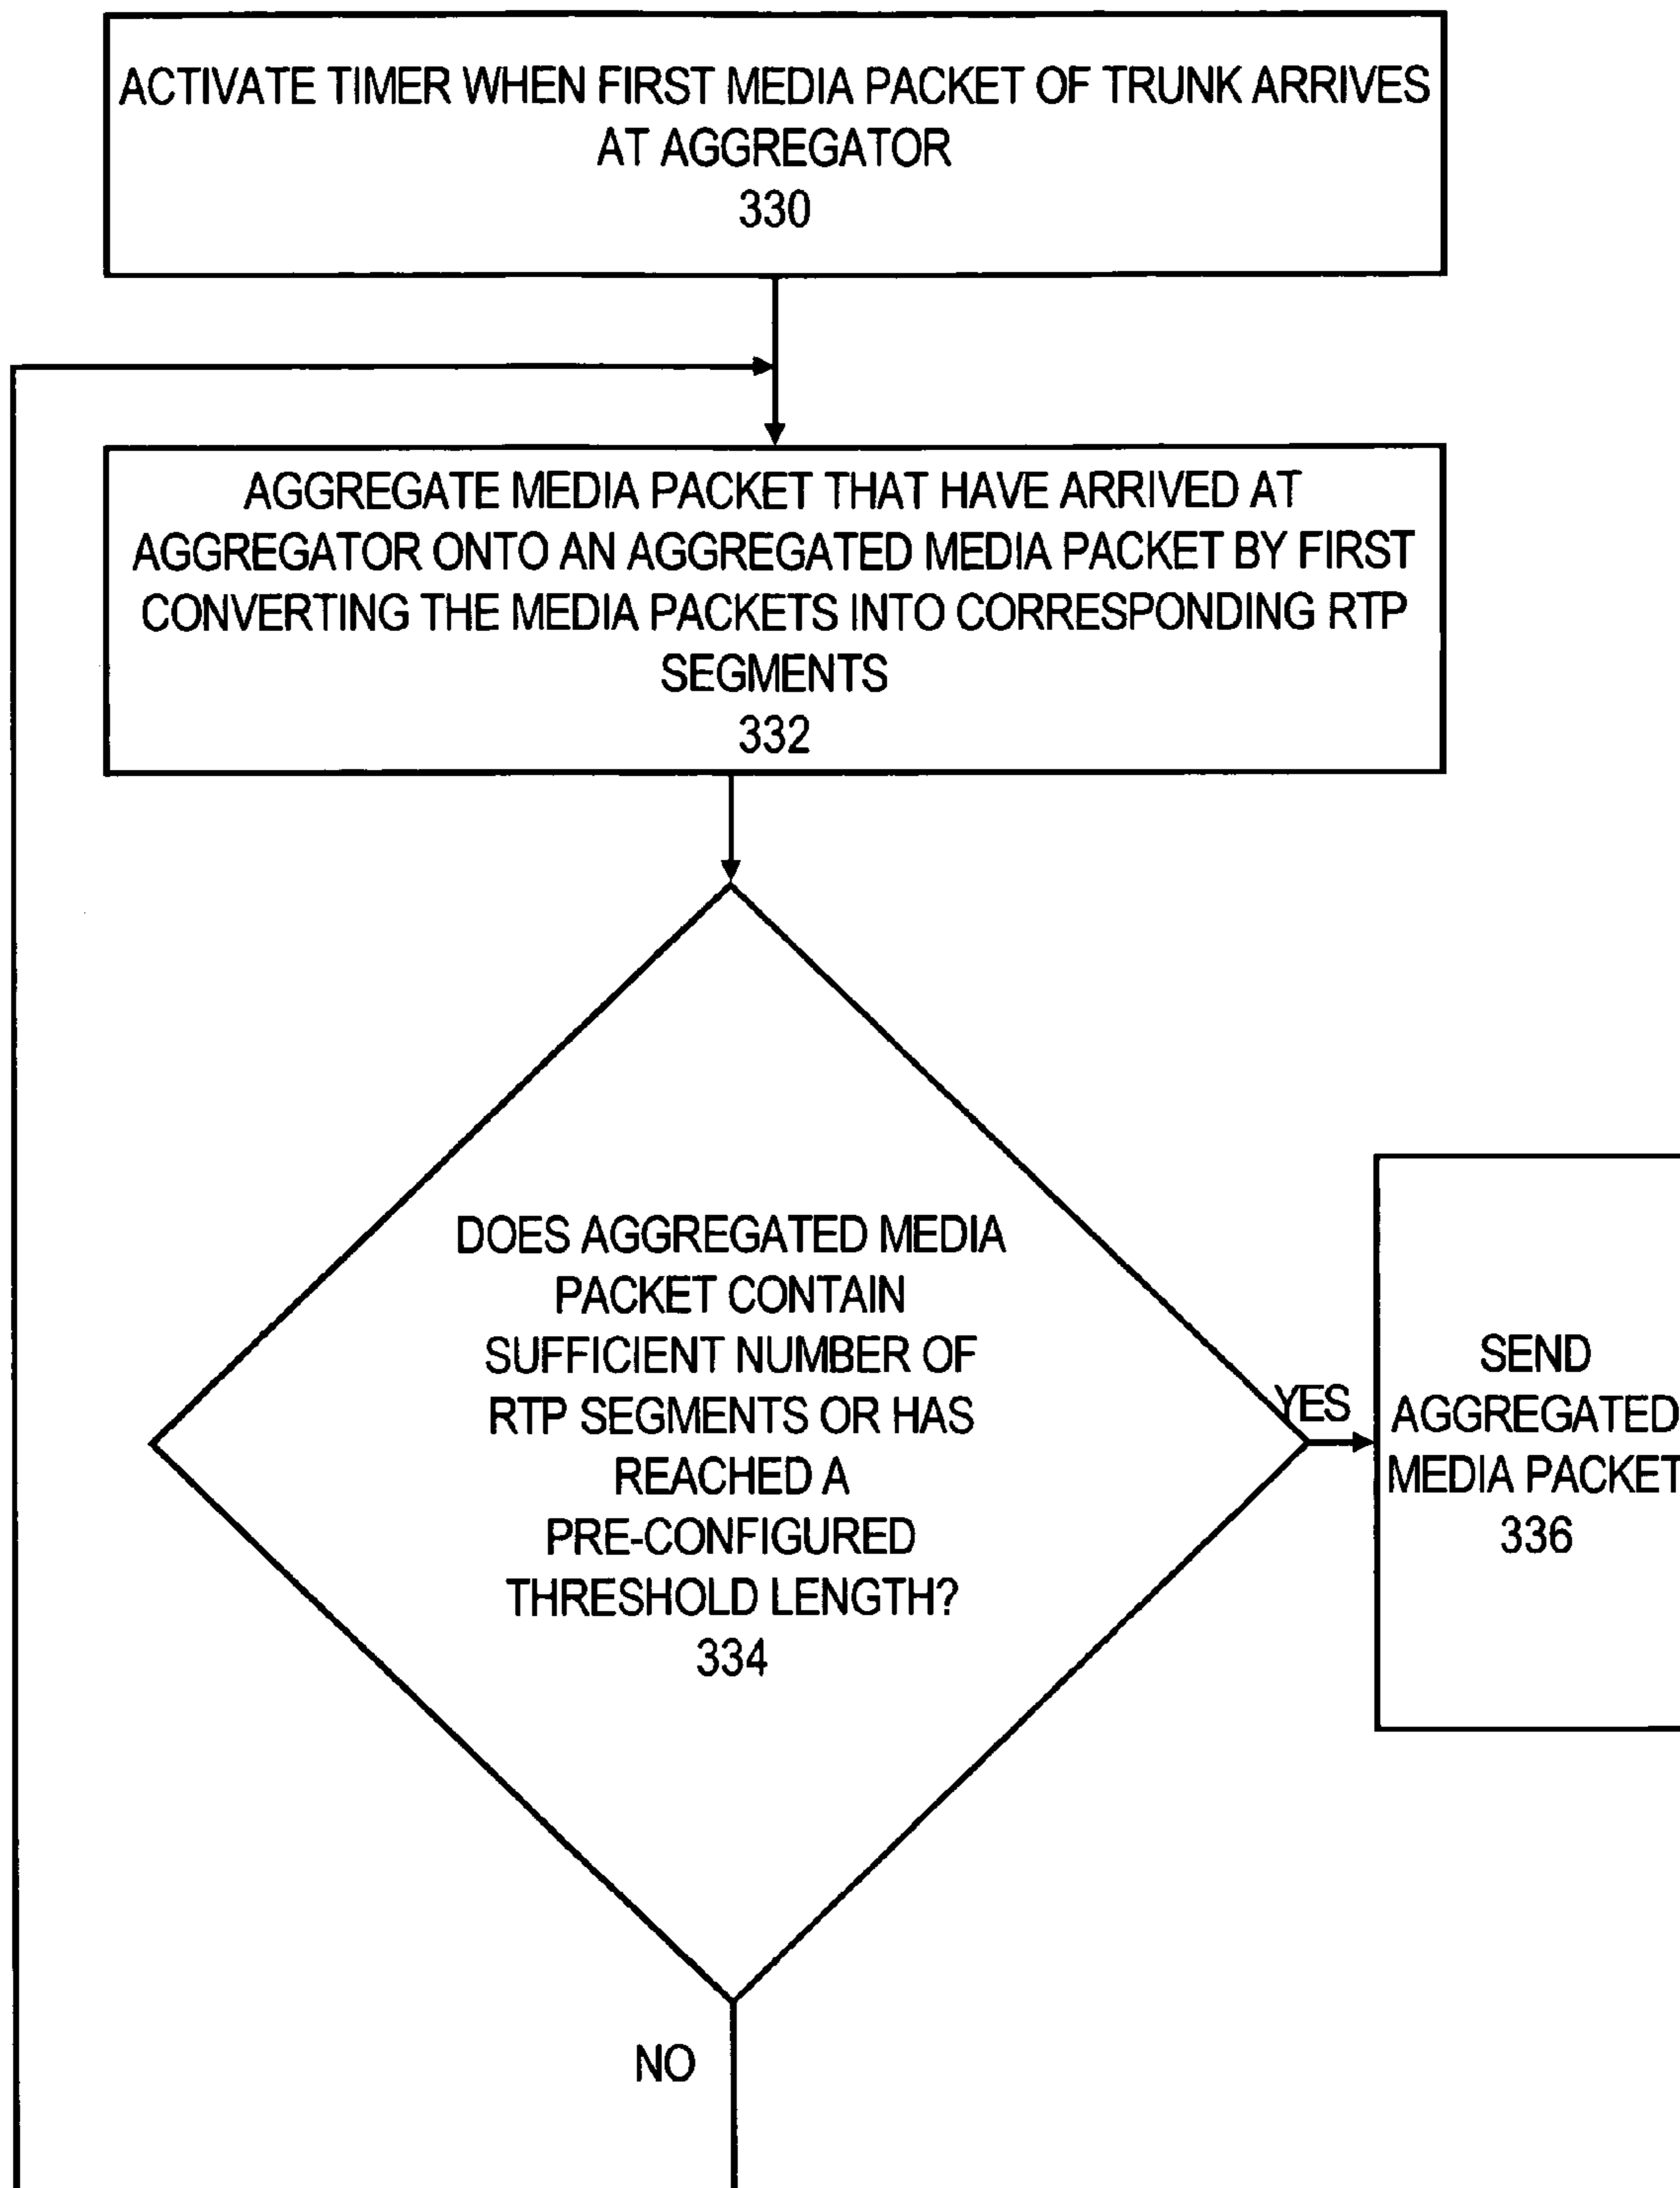 ACTIVATE TIMER WHEN FIRST MEDIA PACKET OF TRUNK ARRIVES
AT AGGREGATOR
330
AGGREGATE MEDIA PACKET THAT HAVE ARRIVED AT
AGGREGATOR ONTO AN AGGREGATED MEDIA PACKET BY FIRST
CONVERTING THE MEDIA PACKETS INTO CORRESPONDING RTP
SEGMENTS
332
DOES AGGREGATED MEDIA
PACKET CONTAIN
SUFFICIENT NUMBER OF
RTP SEGMENTS OR HAS
REACHED A
PRE-CONFIGURED
THRESHOLD LENGTH?
334
YES
SEND
AGGREGATED
MEDIA PACKET
336
NO